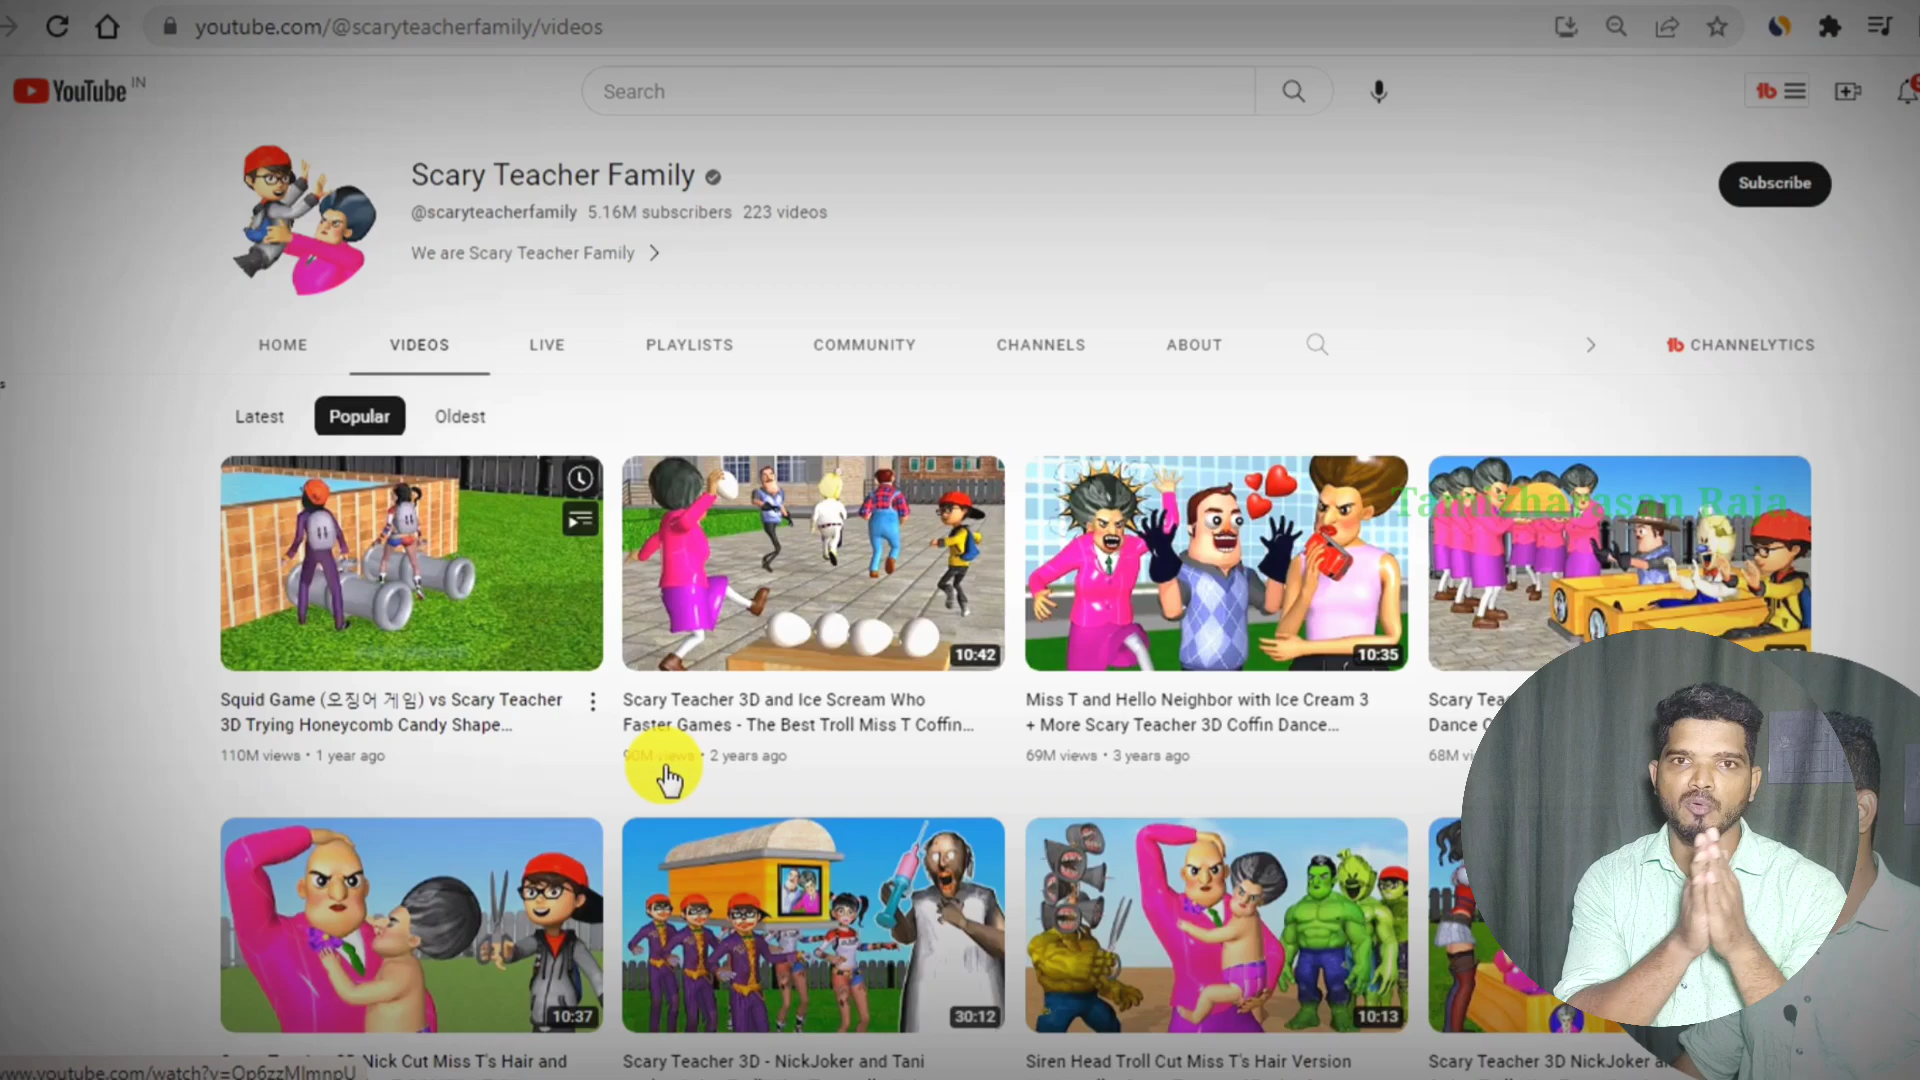 youtube.com/@scaryteacherfamily/videos
YouTube IN
Search
Scary Teacher Family
Subscribe
@scaryteacherfamily 5.16M subscribers 223 videos
We are Scary Teacher Family
HOME
VIDEOS
LIVE
PLAYLISTS
COMMUNITY
CHANNELS
ABOUT
CHANNELYTICS
Latest
Popular
Oldest
Tamizharasan Raja
10:42
10:35
Squid Game (오징어 게임) vs Scary Teacher
3D Trying Honeycomb Candy Shape...
110M views • 1 year ago
Scary Teacher 3D and Ice Scream Who
Faster Games - The Best Troll Miss T Coffin...
90M views • 2 years ago
Miss T and Hello Neighbor with Ice Cream 3
+ More Scary Teacher 3D Coffin Dance...
69M views • 3 years ago
Scary
Dance
68M
10:37
30:12
10:13
Nick Cut Miss T's Hair and
Scary Teacher 3D - NickJoker and Tani
Siren Head Troll Cut Miss T's Hair Version
Scary Teacher 3D NickJoker
www.youtube.com/watch?v=Op6zzMlmnpU